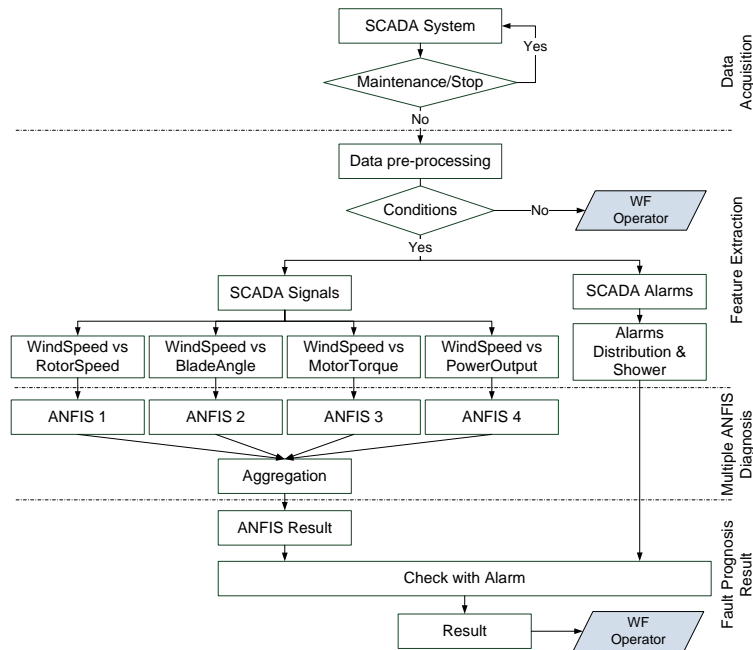 SCADA System
Yes
Maintenance/Stop
No
Data
Acquisition
Data pre-processing
Conditions
No
WF
Operator
Yes
Feature Extraction
SCADA Signals
SCADA Alarms
WindSpeed vs
RotorSpeed
WindSpeed vs
BladeAngle
WindSpeed vs
MotorTorque
WindSpeed vs
PowerOutput
Alarms
Distribution &
Shower
ANFIS 1
ANFIS 2
ANFIS 3
ANFIS 4
Aggregation
Multiple ANFIS
Diagnosis
ANFIS Result
Check with Alarm
Result
WF
Operator
Fault Prognosis
Result